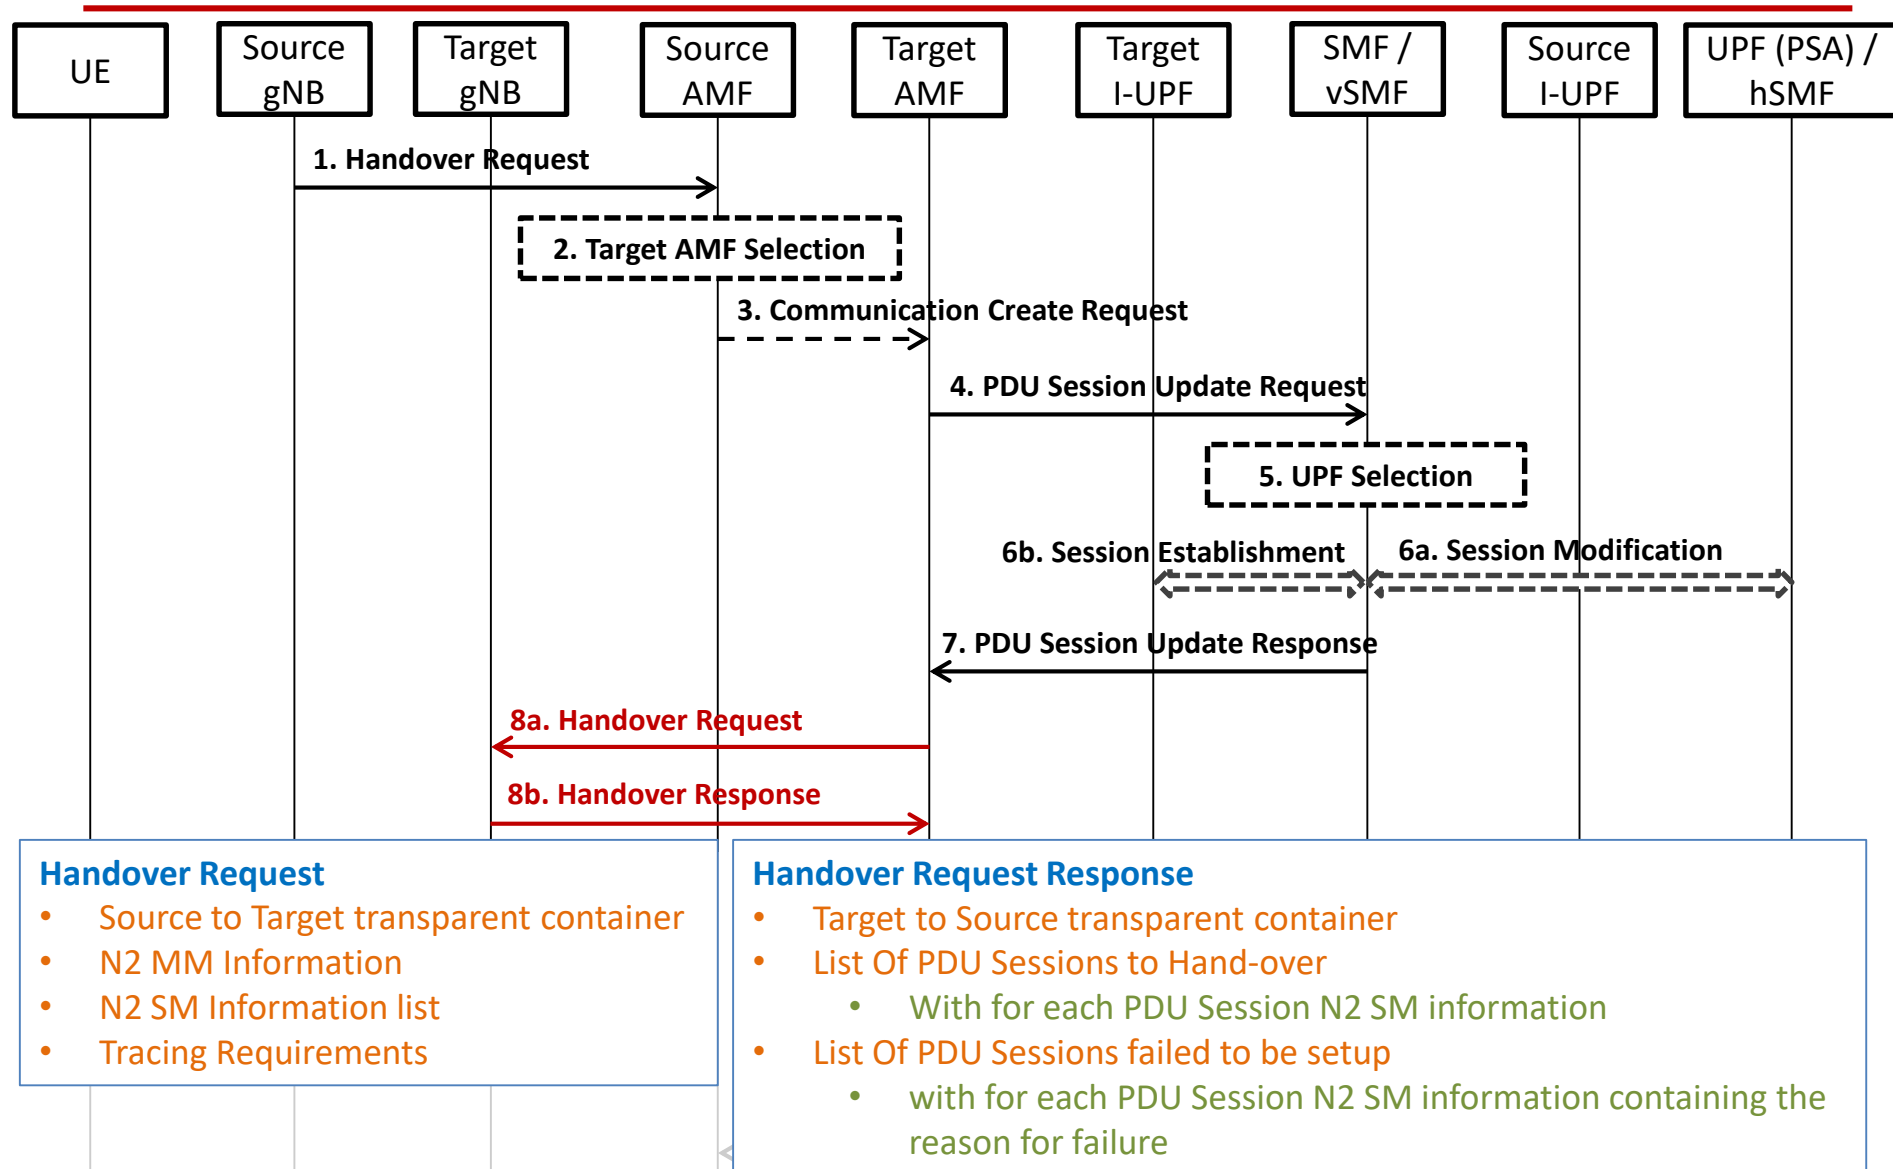 UE
Source
gNB
Target
gNB
Source
AMF
Target
AMF
Target
I-UPF
SMF /
vSMF
Source
I-UPF
UPF (PSA) /
hSMF
1. Handover Request
2. Target AMF Selection
3. Communication Create Request
4. PDU Session Update Request
5. UPF Selection
6b. Session Establishment
6a. Session Modification
7. PDU Session Update Response
8a. Handover Request
8b. Handover Response
Handover Request
• Source to Target transparent container
• N2 MM Information
• N2 SM Information list
• Tracing Requirements
Handover Request Response
• Target to Source transparent container
• List Of PDU Sessions to Hand-over
• With for each PDU Session N2 SM information
• List Of PDU Sessions failed to be setup
• with for each PDU Session N2 SM information containing the
reason for failure